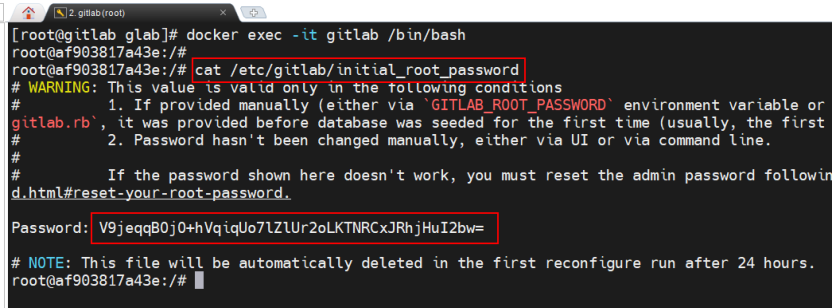 2. gitlab (root)
[root@gitlab glab]# docker exec -it gitlab /bin/bash
root@af903817a43e:/#
root@af903817a43e:/# cat /etc/gitlab/initial_root_password
# WARNING: This value is valid only in the following conditions
#          1. If provided manually (either via `GITLAB_ROOT_PASSWORD` environment variable or
gitlab.rb`, it was provided before database was seeded for the first time (usually, the first
#          2. Password hasn't been changed manually, either via UI or via command line.
#
#          If the password shown here doesn't work, you must reset the admin password followin
d.html#reset-your-root-password.
Password: V9jeqqBOjO+hVqiqUo7lZlUr2oLKTNRCxJRhjHuI2bw=
# NOTE: This file will be automatically deleted in the first reconfigure run after 24 hours.
root@af903817a43e:/#